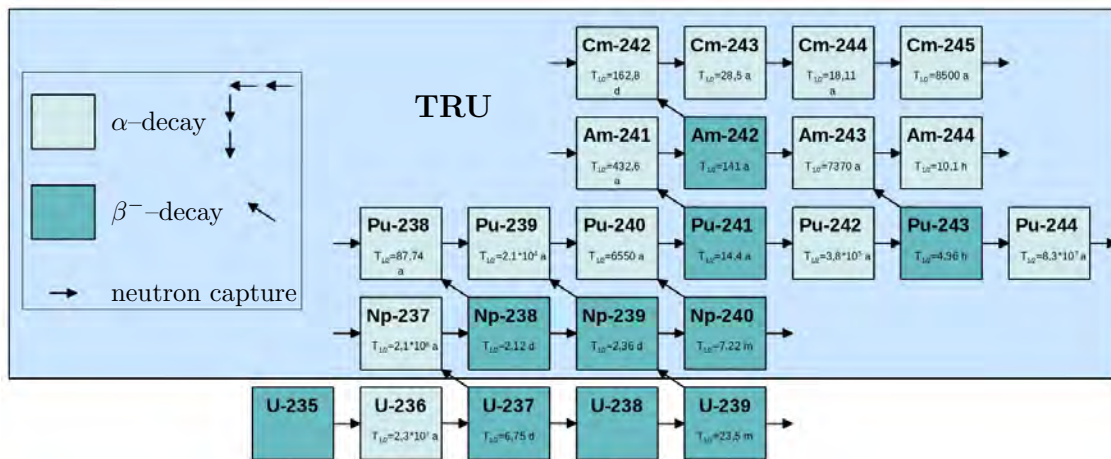 Cm-242 Cm-243 Cm-244 Cm-245
T1/2=162,8 d T1/2=28,5 a T1/2=18,11 a T1/2=8500 a
TRU
α–decay
Am-241 Am-242 Am-243 Am-244
T1/2=432,6 a T1/2=141 a T1/2=7370 a T1/2=10.1 h
β⁻–decay
Pu-238 Pu-239 Pu-240 Pu-241 Pu-242 Pu-243 Pu-244
T1/2=87,74 a T1/2=2.1*10⁴ a T1/2=6550 a T1/2=14.4 a T1/2=3,8*10⁵ a T1/2=4,96 h T1/2=8.3*10⁷ a
neutron capture
Np-237 Np-238 Np-239 Np-240
T1/2=2,1*10⁶ a T1/2=2,12 d T1/2=2,36 d T1/2=7.22 m
U-235 U-236 U-237 U-238 U-239
T1/2=2,3*10⁷ a T1/2=6,75 d T1/2=23,5 m